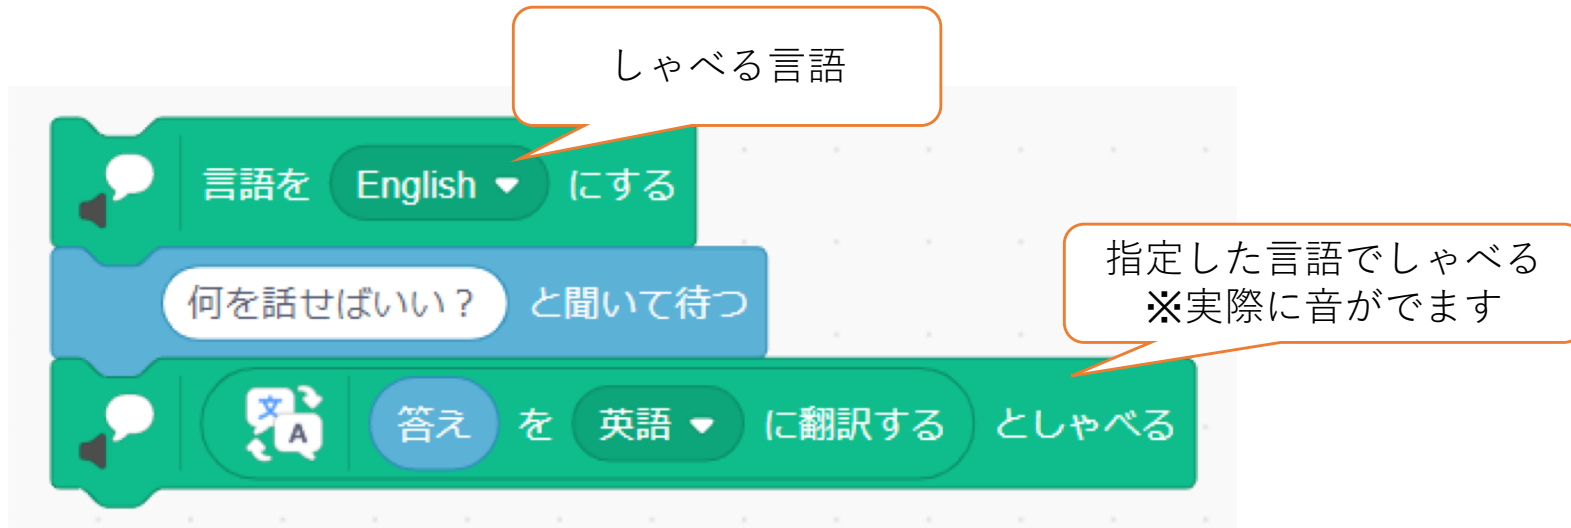 しゃべる言語
言語を English にする
何を話せばいい？ と聞いて待つ
指定した言語でしゃべる
※実際に音がでます
文 A 答え を 英語 に翻訳する としゃべる